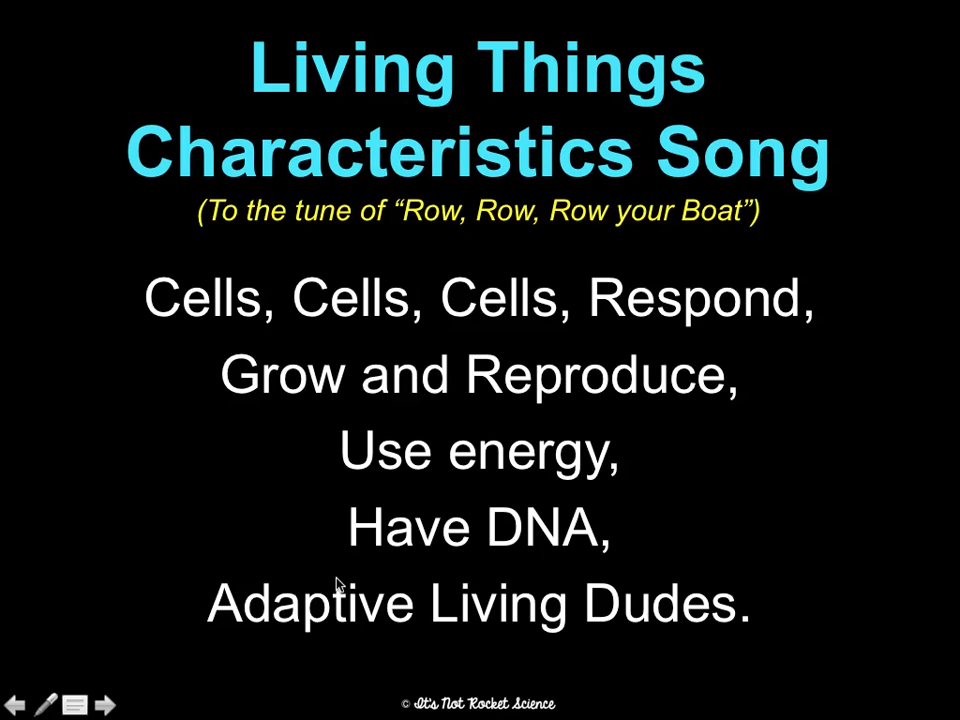 Living Things
Characteristics Song
(To the tune of “Row, Row, Row your Boat”)
Cells, Cells, Cells, Respond,
Grow and Reproduce,
Use energy,
Have DNA,
Adaptive Living Dudes.
© It's Not Rocket Science